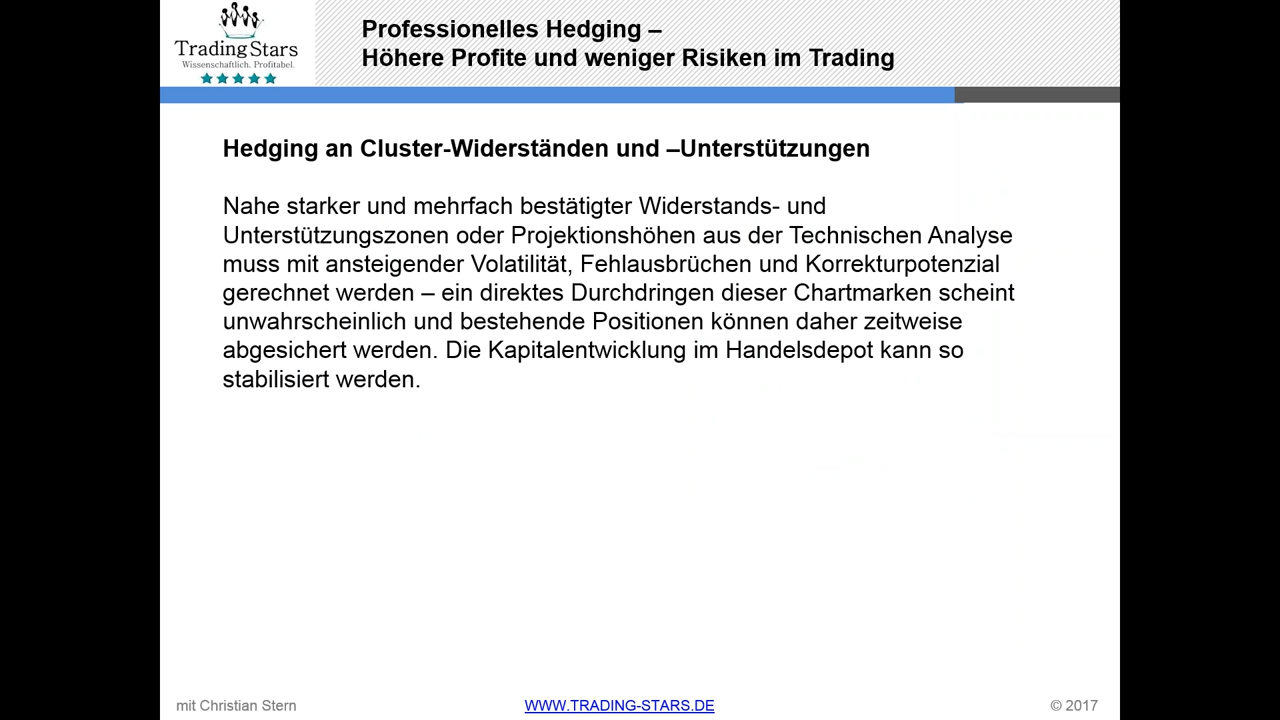 TradingStars
Wissenschaftlich. Profitabel.
Professionelles Hedging –
Höhere Profite und weniger Risiken im Trading
Hedging an Cluster-Widerständen und –Unterstützungen
Nahe starker und mehrfach bestätigter Widerstands- und
Unterstützungszonen oder Projektionshöhen aus der Technischen Analyse
muss mit ansteigender Volatilität, Fehlausbrüchen und Korrekturpotenzial
gerechnet werden – ein direktes Durchdringen dieser Chartmarken scheint
unwahrscheinlich und bestehende Positionen können daher zeitweise
abgesichert werden. Die Kapitalentwicklung im Handelsdepot kann so
stabilisiert werden.
mit Christian Stern
WWW.TRADING-STARS.DE
© 2017